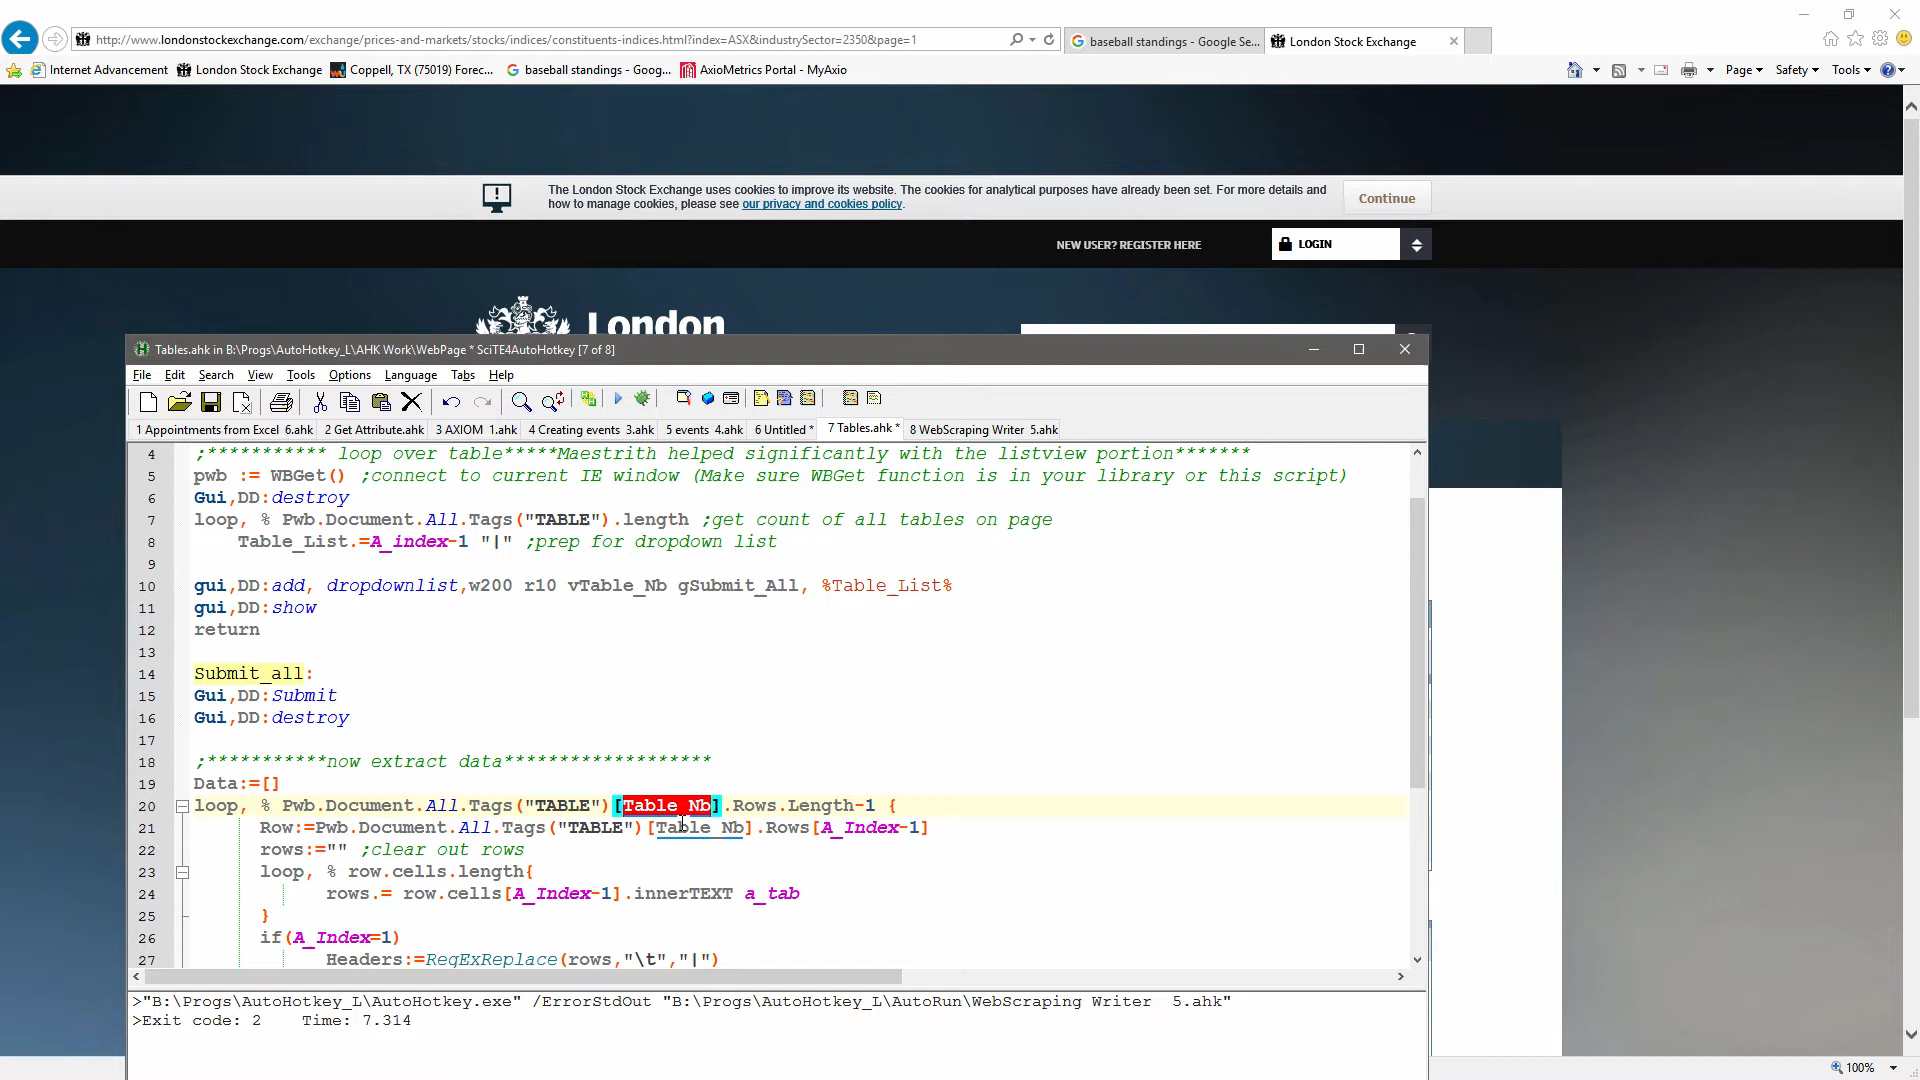 http://www.londonstockexchange.com/exchange/prices-and-markets/stocks/indices/constituents-indices.html?index=ASX&industrySector=2350&page=1
baseball standings - Google Se...
London Stock Exchange
Internet Advancement
London Stock Exchange
Coppell, TX (75019) Forec...
baseball standings - Goog...
AxioMetrics Portal - MyAxio
Page
Safety
Tools
The London Stock Exchange uses cookies to improve its website. The cookies for analytical purposes have already been set. For more details and
how to manage cookies, please see our privacy and cookies policy.
Continue
NEW USER? REGISTER HERE
LOGIN
London
Tables.ahk in B:\Progs\AutoHotkey_L\AHK Work\WebPage * SciTE4AutoHotkey [7 of 8]
File Edit Search View Tools Options Language Tabs Help
1 Appointments from Excel  6.ahk
2 Get Attribute.ahk
3 AXIOM  1.ahk
4 Creating events  3.ahk
5 events  4.ahk
6 Untitled *
7 Tables.ahk *
8 WebScraping Writer  5.ahk
4 ;*********** loop over table*****Maestrith helped significantly with the listview portion*******
5 pwb := WBGet() ;connect to current IE window (Make sure WBGet function is in your library or this script)
6 Gui,DD:destroy
7 loop, % Pwb.Document.All.Tags("TABLE").length ;get count of all tables on page
8 Table_List.=A_index-1 "|" ;prep for dropdown list
9
10 gui,DD:add, dropdownlist,w200 r10 vTable_Nb gSubmit_All, %Table_List%
11 gui,DD:show
12 return
13
14 Submit_all:
15 Gui,DD:Submit
16 Gui,DD:destroy
17
18 ;***********now extract data*******************
19 Data:=[]
20 loop, % Pwb.Document.All.Tags("TABLE")[Table_Nb].Rows.Length-1 {
21 Row:=Pwb.Document.All.Tags("TABLE")[Table_Nb].Rows[A_Index-1]
22 rows:="" ;clear out rows
23 loop, % row.cells.length{
24 rows.= row.cells[A_Index-1].innerTEXT a_tab
25 }
26 if(A_Index=1)
27 Headers:=RegExReplace(rows,"\t","|")
>"B:\Progs\AutoHotkey_L\AutoHotkey.exe" /ErrorStdOut "B:\Progs\AutoHotkey_L\AutoRun\WebScraping Writer  5.ahk"
>Exit code: 2    Time: 7.314
100%